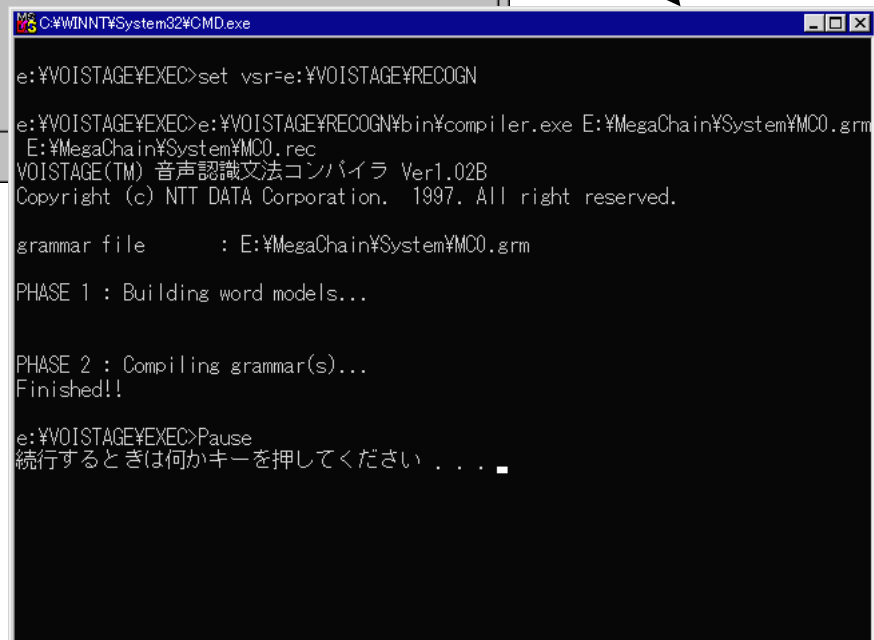 C:¥WINNT¥System32¥CMD.exe
e:¥VOISTAGE¥EXEC>set vsr=e:¥VOISTAGE¥RECOGN
e:¥VOISTAGE¥EXEC>e:¥VOISTAGE¥RECOGN¥bin¥compiler.exe E:¥MegaChain¥System¥MC0.grm
E:¥MegaChain¥System¥MC0.rec
VOISTAGE(TM) 音声認識文法コンパイラ Ver1.02B
Copyright (c) NTT DATA Corporation.  1997. All right reserved.
grammar file      : E:¥MegaChain¥System¥MC0.grm
PHASE 1 : Building word models...
PHASE 2 : Compiling grammar(s)...
Finished!!
e:¥VOISTAGE¥EXEC>Pause
続行するときは何かキーを押してください . . .